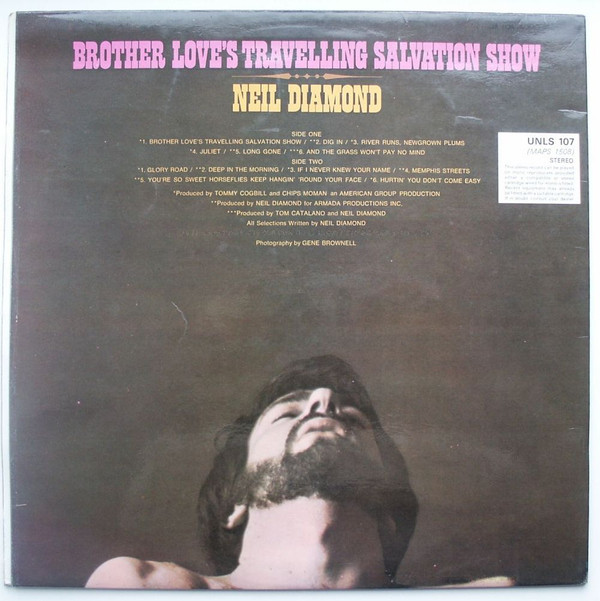 BROTHER LOVE'S TRAVELLING SALVATION SHOW
NEIL DIAMOND
SIDE ONE
*1. BROTHER LOVE'S TRAVELLING SALVATION SHOW / **2. DIG IN / *3. RIVER RUNS, NEWGROWN PLUMS
*4. JULIET / **5. LONG GONE / ***6. AND THE GRASS WON'T PAY NO MIND
SIDE TWO
*1. GLORY ROAD / **2. DEEP IN THE MORNING / *3. IF I NEVER KNEW YOUR NAME / **4. MEMPHIS STREETS
**5. YOU'RE SO SWEET HORSEFLIES KEEP HANGIN' 'ROUND YOUR FACE / *6. HURTIN' YOU DON'T COME EASY
*Produced by TOMMY COGBILL and CHIPS MOMAN an AMERICAN GROUP PRODUCTION
**Produced by NEIL DIAMOND for ARMADA PRODUCTIONS INC.
***Produced by TOM CATALANO and NEIL DIAMOND
All Selections Written by NEIL DIAMOND
Photography by GENE BROWNELL
UNLS 107
(MAPS 1508)
STEREO